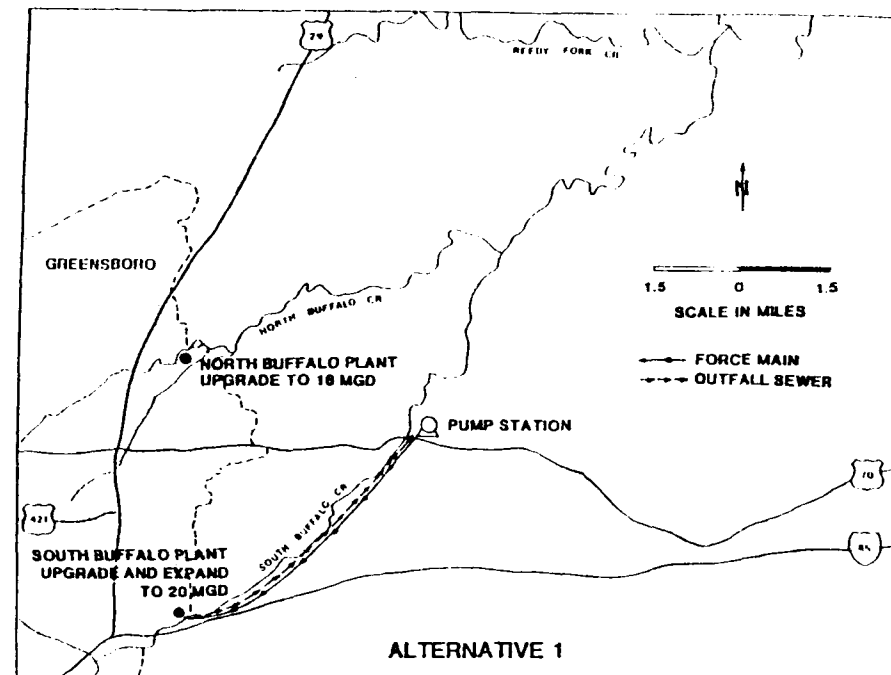 29
REEDY FORK CR
N
GREENSBORO
1.5 0 1.5
SCALE IN MILES
NORTH BUFFALO CR
NORTH BUFFALO PLANT
UPGRADE TO 16 MGD
FORCE MAIN
OUTFALL SEWER
PUMP STATION
70
421
SOUTH BUFFALO CR
85
SOUTH BUFFALO PLANT
UPGRADE AND EXPAND
TO 20 MGD
ALTERNATIVE 1